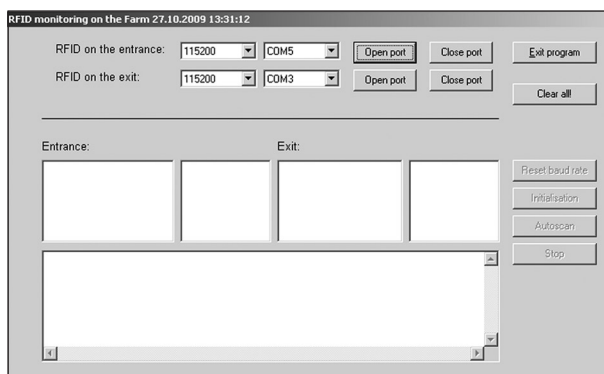 RFID monitoring on the Farm 27.10.2009 13:31:12
RFID on the entrance: 115200 COM5 Open port Close port Exit program
RFID on the exit: 115200 COM3 Open port Close port
Clear all!
Entrance: Exit:
Reset baud rate
Initialisation
Autoscan
Stop